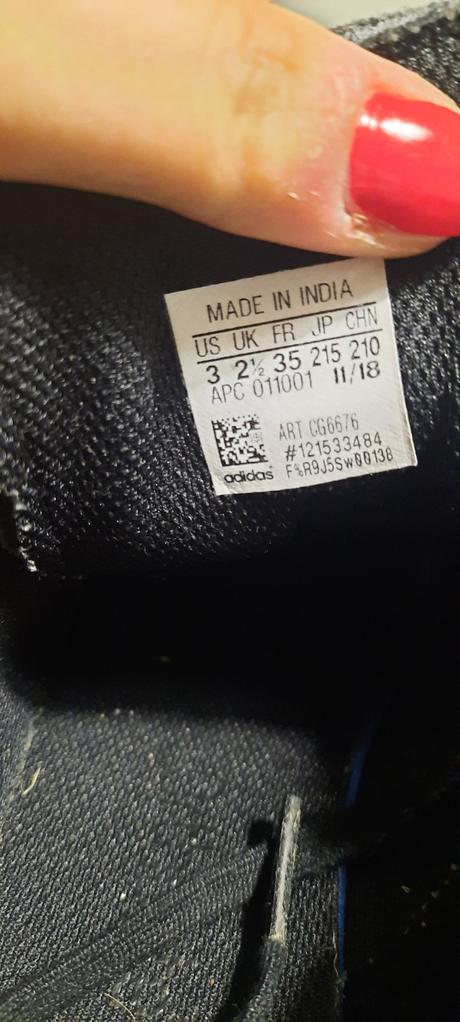 MADE IN INDIA
US UK FR JP CHN
3 2½ 35 215 210
APC 011001 11/18
ART CG6676
#121533484
F%R9J5Sw00138
adidas